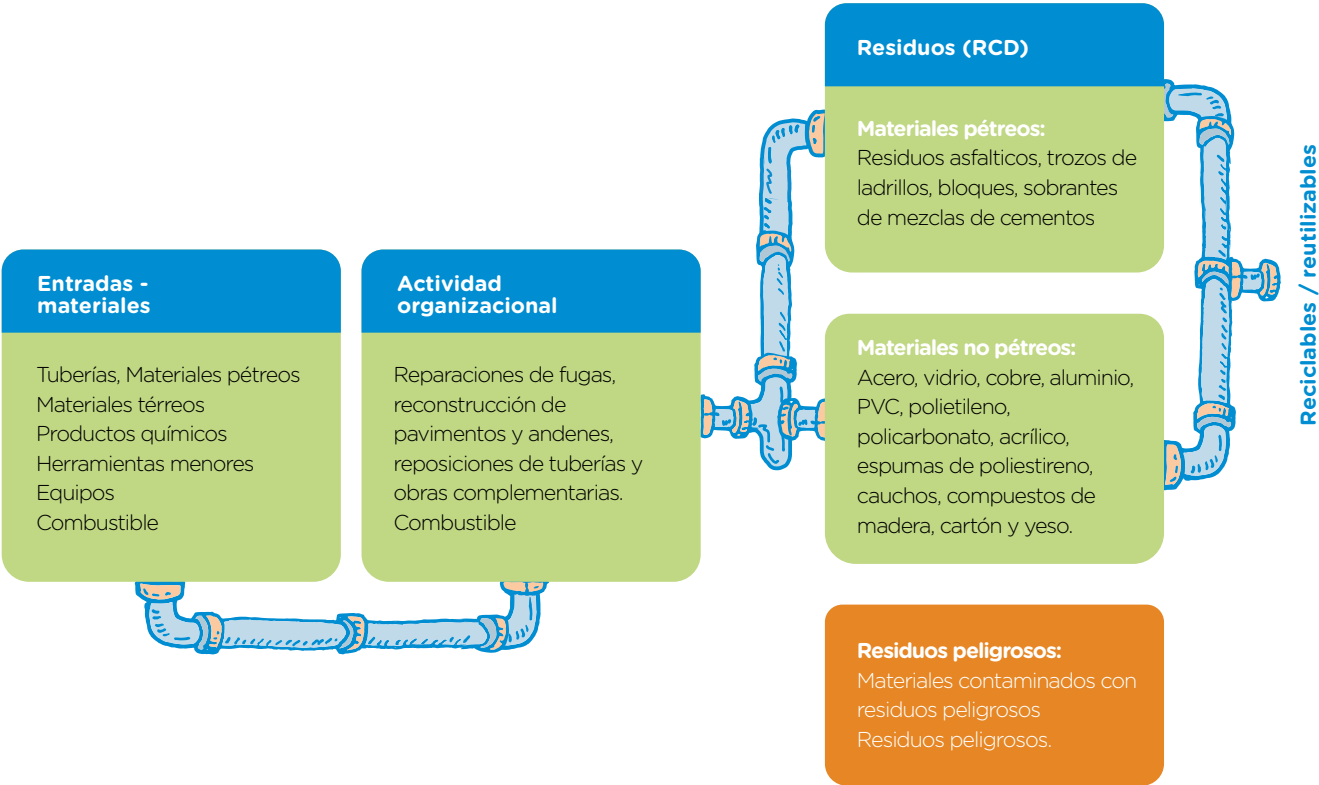 Entradas -
materiales
Tuberías, Materiales pétreos
Materiales térreos
Productos químicos
Herramientas menores
Equipos
Combustible
Actividad
organizacional
Reparaciones de fugas,
reconstrucción de
pavimentos y andenes,
reposiciones de tuberías y
obras complementarias.
Combustible
Residuos (RCD)
Materiales pétreos:
Residuos asfalticos, trozos de
ladrillos, bloques, sobrantes
de mezclas de cementos
Materiales no pétreos:
Acero, vidrio, cobre, aluminio,
PVC, polietileno,
policarbonato, acrílico,
espumas de poliestireno,
cauchos, compuestos de
madera, cartón y yeso.
Residuos peligrosos:
Materiales contaminados con
residuos peligrosos
Residuos peligrosos.
Reciclables / reutilizables